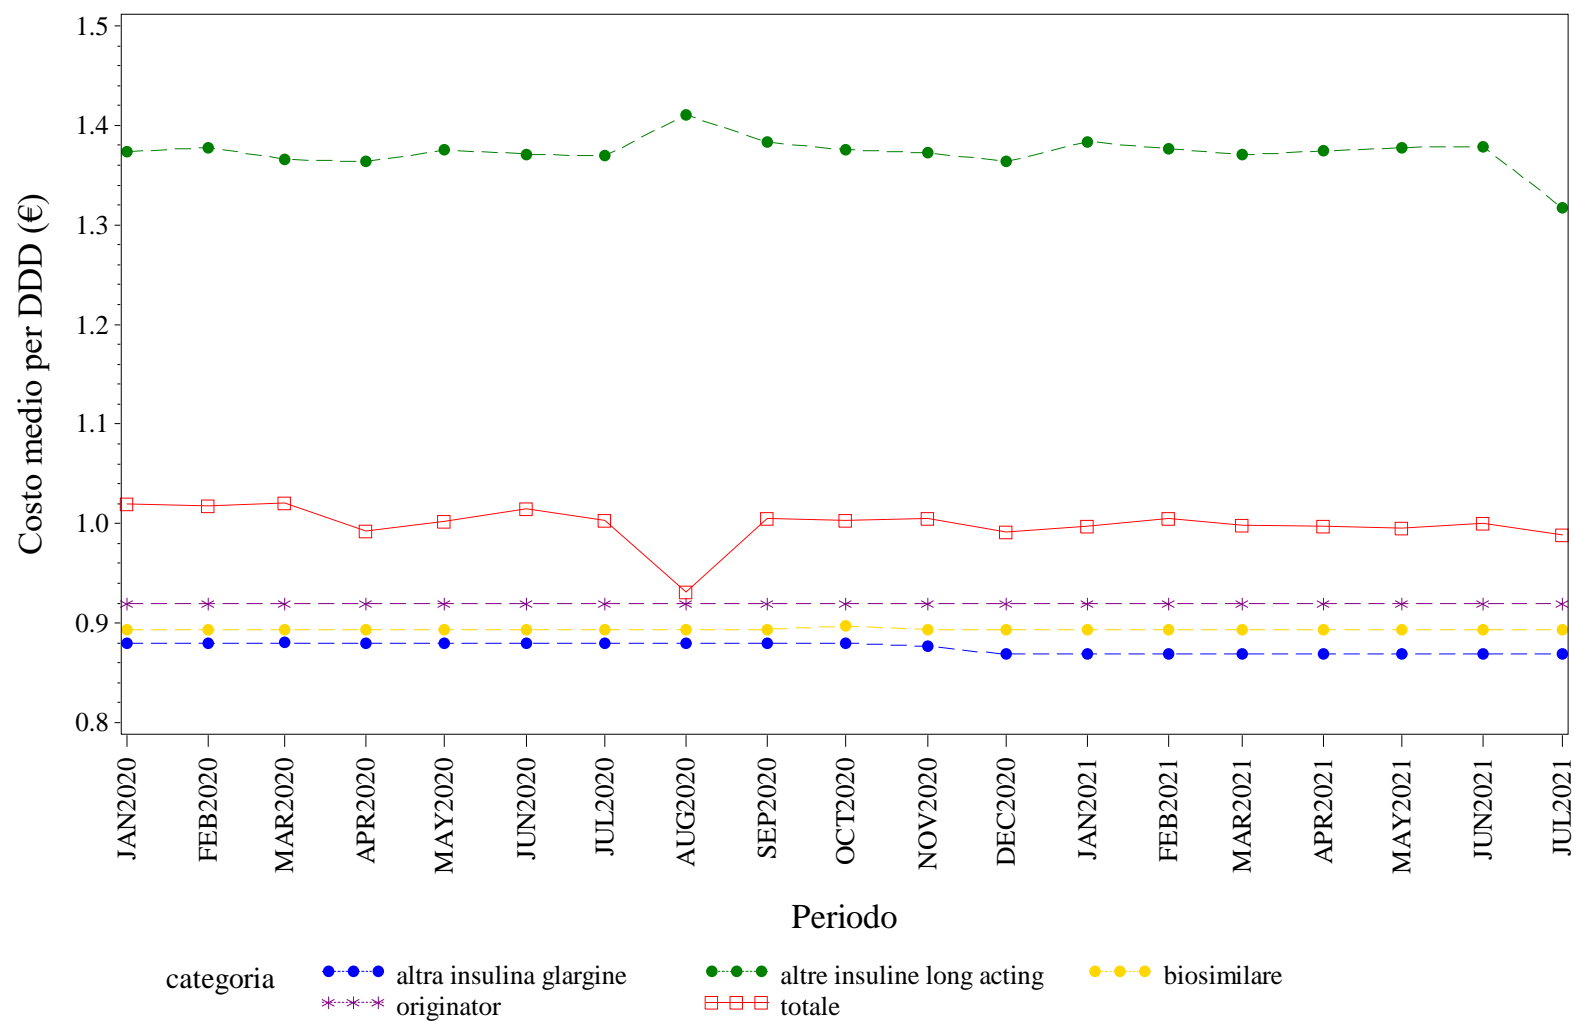 1.5
1.4
1.3
1.2
1.1
1.0
0.9
0.8
Costo medio per DDD (€)
JAN2020
FEB2020
MAR2020
APR2020
MAY2020
JUN2020
JUL2020
AUG2020
SEP2020
OCT2020
NOV2020
DEC2020
JAN2021
FEB2021
MAR2021
APR2021
MAY2021
JUN2021
JUL2021
Periodo
categoria altra insulina glargine altre insuline long acting biosimilare
originator totale